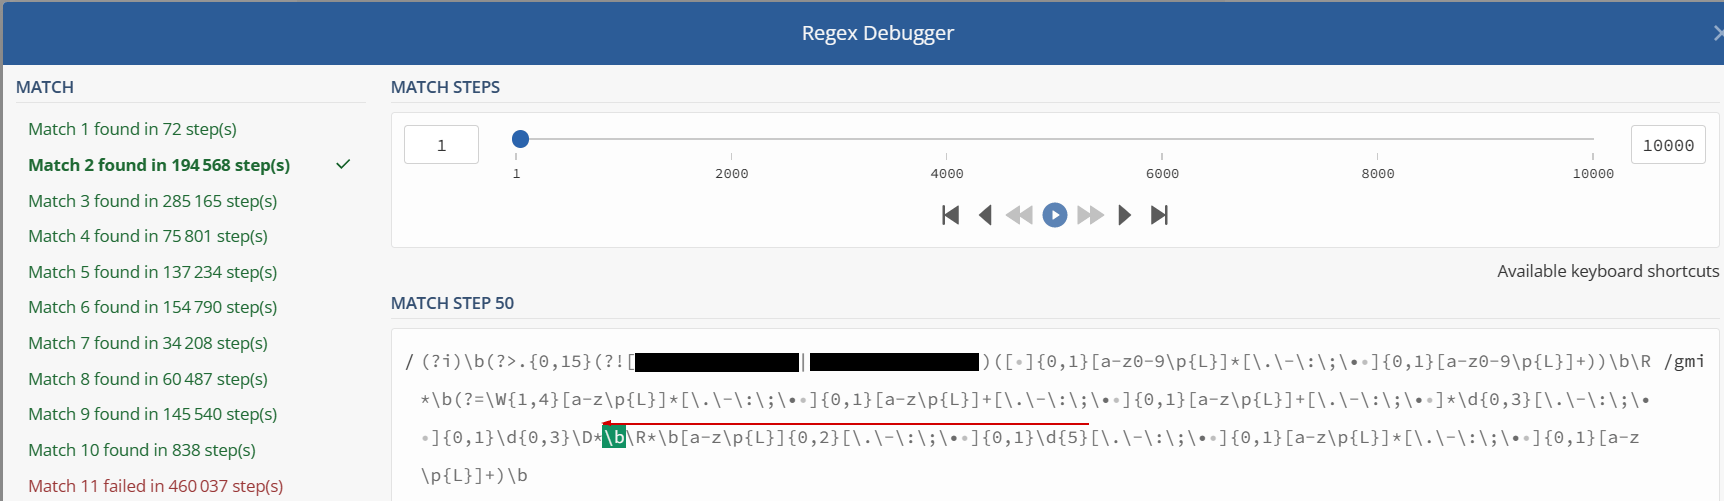 Regex Debugger
MATCH
Match 1 found in 72 step(s)
Match 2 found in 194 568 step(s)
Match 3 found in 285 165 step(s)
Match 4 found in 75 801 step(s)
Match 5 found in 137 234 step(s)
Match 6 found in 154 790 step(s)
Match 7 found in 34 208 step(s)
Match 8 found in 60 487 step(s)
Match 9 found in 145 540 step(s)
Match 10 found in 838 step(s)
Match 11 failed in 460 037 step(s)
MATCH STEPS
1 10000
1 2000 4000 6000 8000 10000
Available keyboard shortcuts
MATCH STEP 50
/ (?i)\b(?>.{0,15}(?![ | )([•]{0,1}[a-z0-9\p{L}]*[\.\-\:\;\••]{0,1}[a-z0-9\p{L}]+))\b\R /gmi
*\b(?=\W{1,4}[a-z\p{L}]*[\.\-\:\;\••]{0,1}[a-z\p{L}]+[\.\-\:\;\••]{0,1}[a-z\p{L}]+[\.\-\:\;\••]*\d{0,3}[\.\-\:\;\•
•]{0,1}\d{0,3}\D*\b\R*\b[a-z\p{L}]{0,2}[\.\-\:\;\••]{0,1}\d{5}[\.\-\:\;\••]{0,1}[a-z\p{L}]*[\.\-\:\;\••]{0,1}[a-z
\p{L}]+)\b